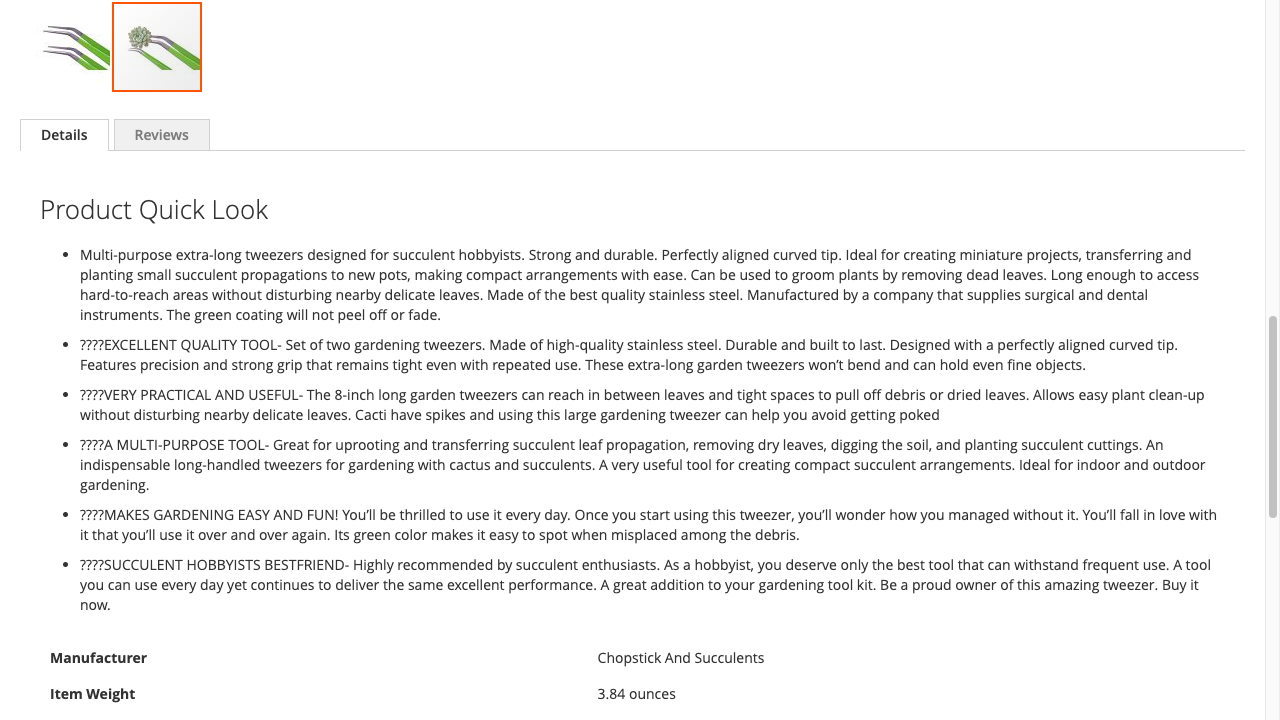 Details
Reviews
Product Quick Look
• Multi-purpose extra-long tweezers designed for succulent hobbyists. Strong and durable. Perfectly aligned curved tip. Ideal for creating miniature projects, transferring and
planting small succulent propagations to new pots, making compact arrangements with ease. Can be used to groom plants by removing dead leaves. Long enough to access
hard-to-reach areas without disturbing nearby delicate leaves. Made of the best quality stainless steel. Manufactured by a company that supplies surgical and dental
instruments. The green coating will not peel off or fade.
• ????EXCELLENT QUALITY TOOL- Set of two gardening tweezers. Made of high-quality stainless steel. Durable and built to last. Designed with a perfectly aligned curved tip.
Features precision and strong grip that remains tight even with repeated use. These extra-long garden tweezers won’t bend and can hold even fine objects.
• ????VERY PRACTICAL AND USEFUL- The 8-inch long garden tweezers can reach in between leaves and tight spaces to pull off debris or dried leaves. Allows easy plant clean-up
without disturbing nearby delicate leaves. Cacti have spikes and using this large gardening tweezer can help you avoid getting poked
• ????A MULTI-PURPOSE TOOL- Great for uprooting and transferring succulent leaf propagation, removing dry leaves, digging the soil, and planting succulent cuttings. An
indispensable long-handled tweezers for gardening with cactus and succulents. A very useful tool for creating compact succulent arrangements. Ideal for indoor and outdoor
gardening.
• ????MAKES GARDENING EASY AND FUN! You’ll be thrilled to use it every day. Once you start using this tweezer, you’ll wonder how you managed without it. You’ll fall in love with
it that you’ll use it over and over again. Its green color makes it easy to spot when misplaced among the debris.
• ????SUCCULENT HOBBYISTS BESTFRIEND- Highly recommended by succulent enthusiasts. As a hobbyist, you deserve only the best tool that can withstand frequent use. A tool
you can use every day yet continues to deliver the same excellent performance. A great addition to your gardening tool kit. Be a proud owner of this amazing tweezer. Buy it
now.
Manufacturer Chopstick And Succulents
Item Weight 3.84 ounces